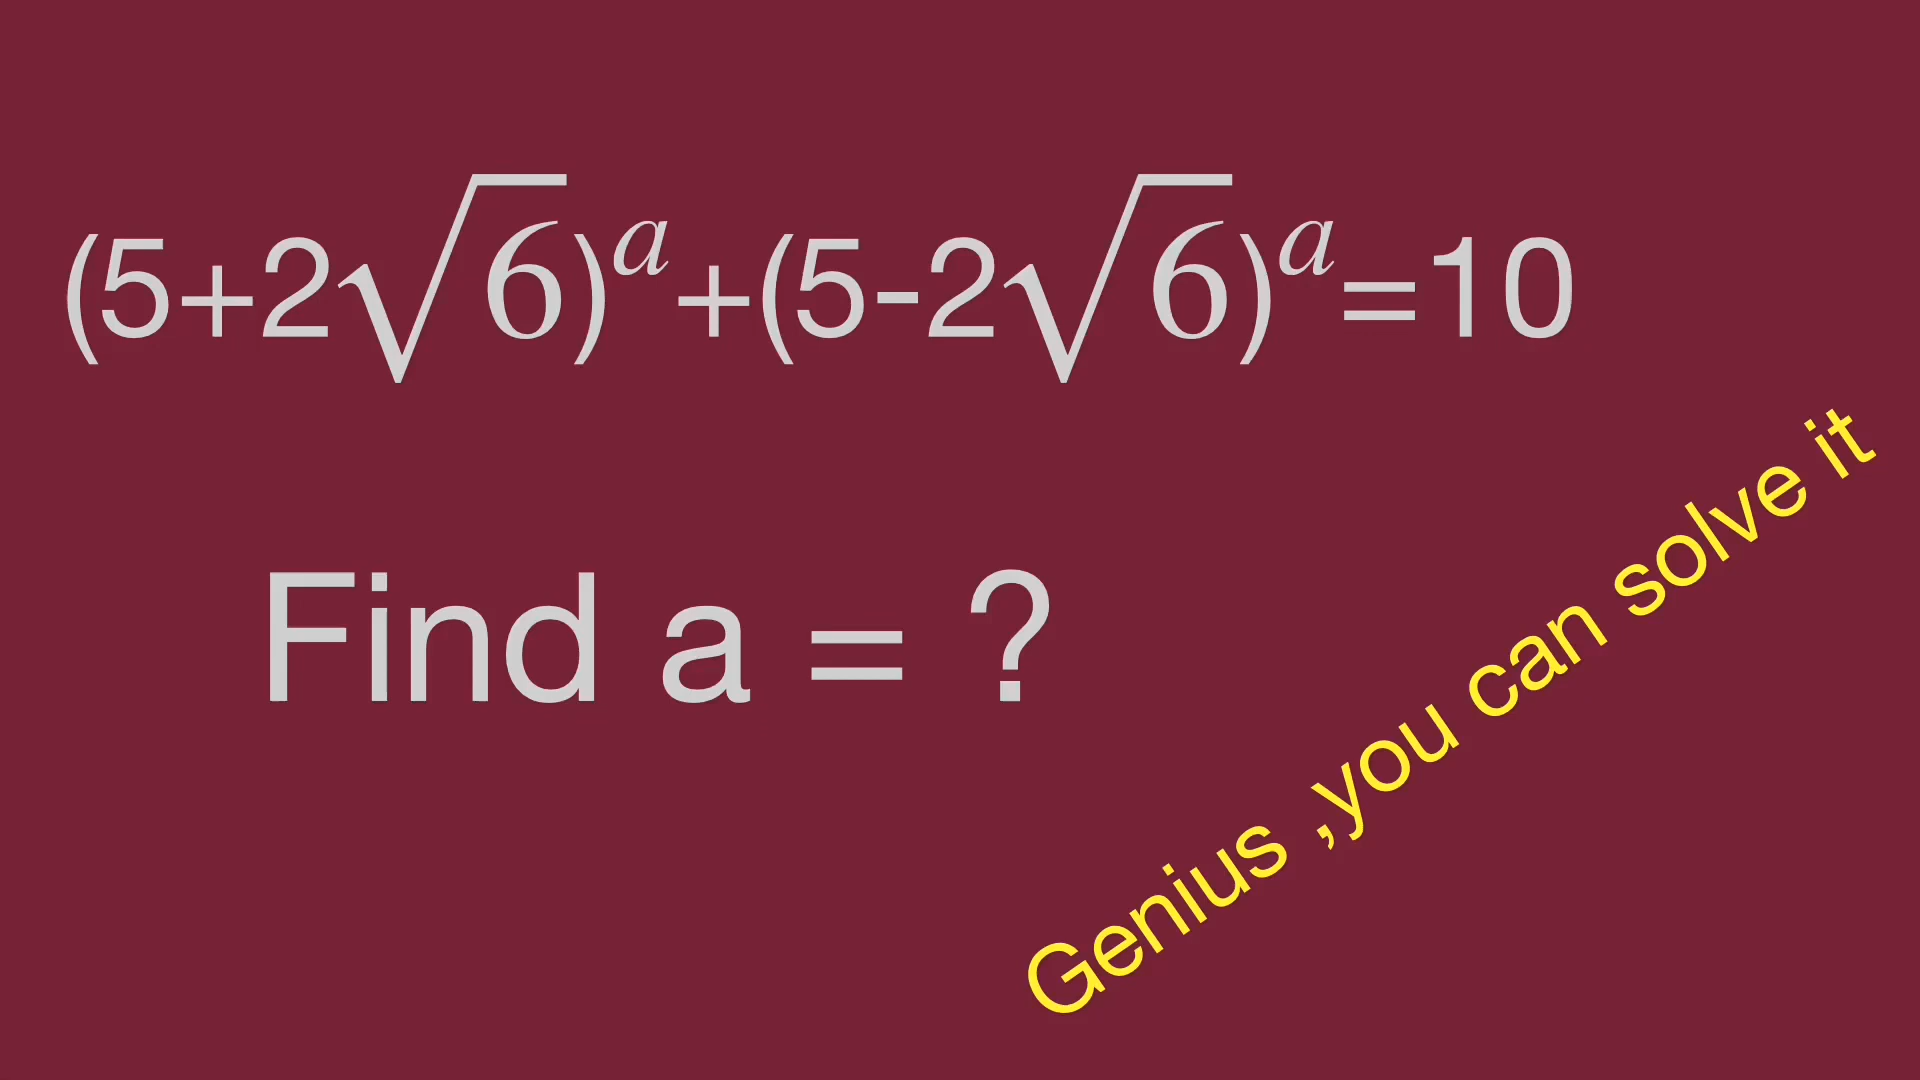 (5+2√6)ᵃ+(5-2√6)ᵃ=10
Find a = ?
Genius ,you can solve it